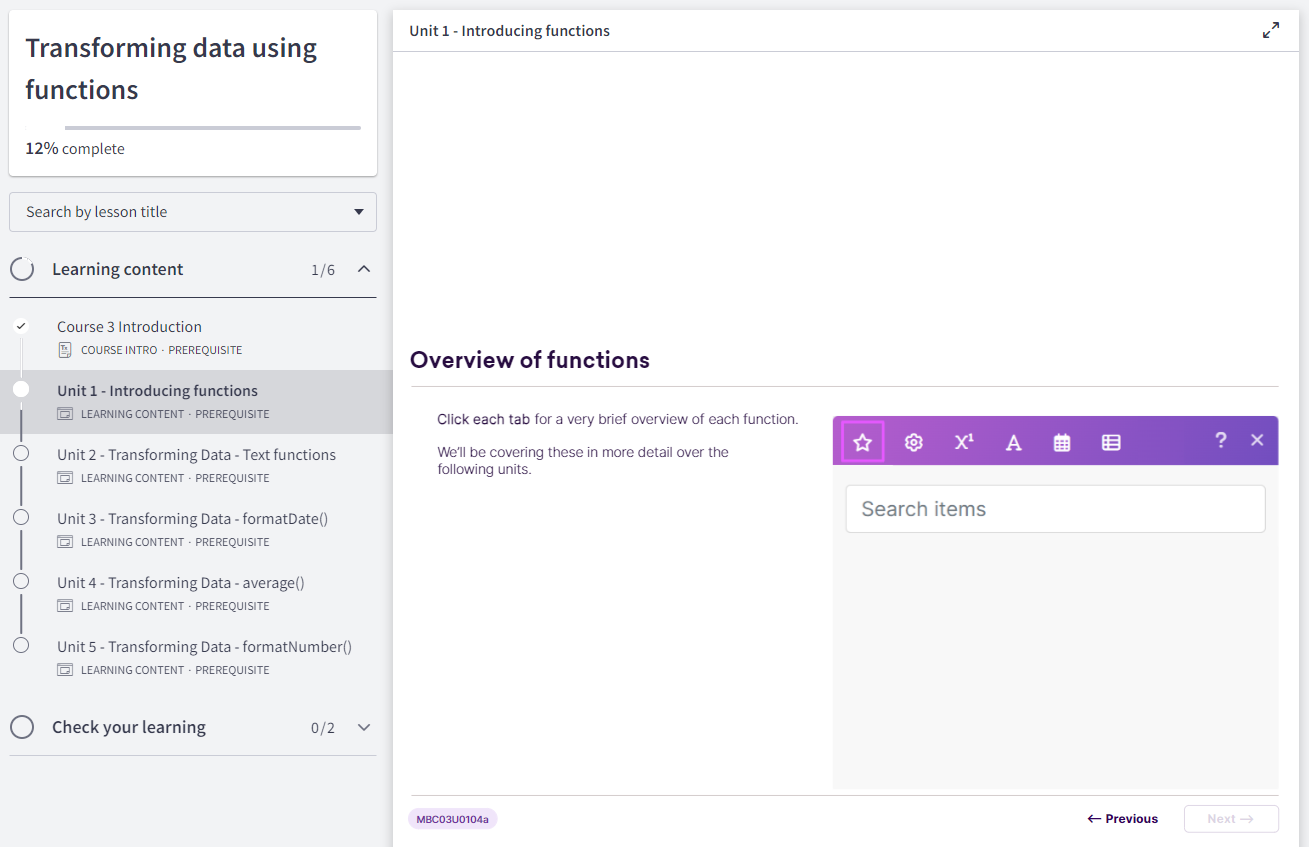 Transforming data using
functions
12% complete
Search by lesson title
Learning content 1/6
Course 3 Introduction
COURSE INTRO · PREREQUISITE
Unit 1 - Introducing functions
LEARNING CONTENT · PREREQUISITE
Unit 2 - Transforming Data - Text functions
LEARNING CONTENT · PREREQUISITE
Unit 3 - Transforming Data - formatDate()
LEARNING CONTENT · PREREQUISITE
Unit 4 - Transforming Data - average()
LEARNING CONTENT · PREREQUISITE
Unit 5 - Transforming Data - formatNumber()
LEARNING CONTENT · PREREQUISITE
Check your learning 0/2
Unit 1 - Introducing functions
Overview of functions
Click each tab for a very brief overview of each function.
We'll be covering these in more detail over the
following units.
X¹ A ? ×
Search items
MBC03U0104a
← Previous Next →